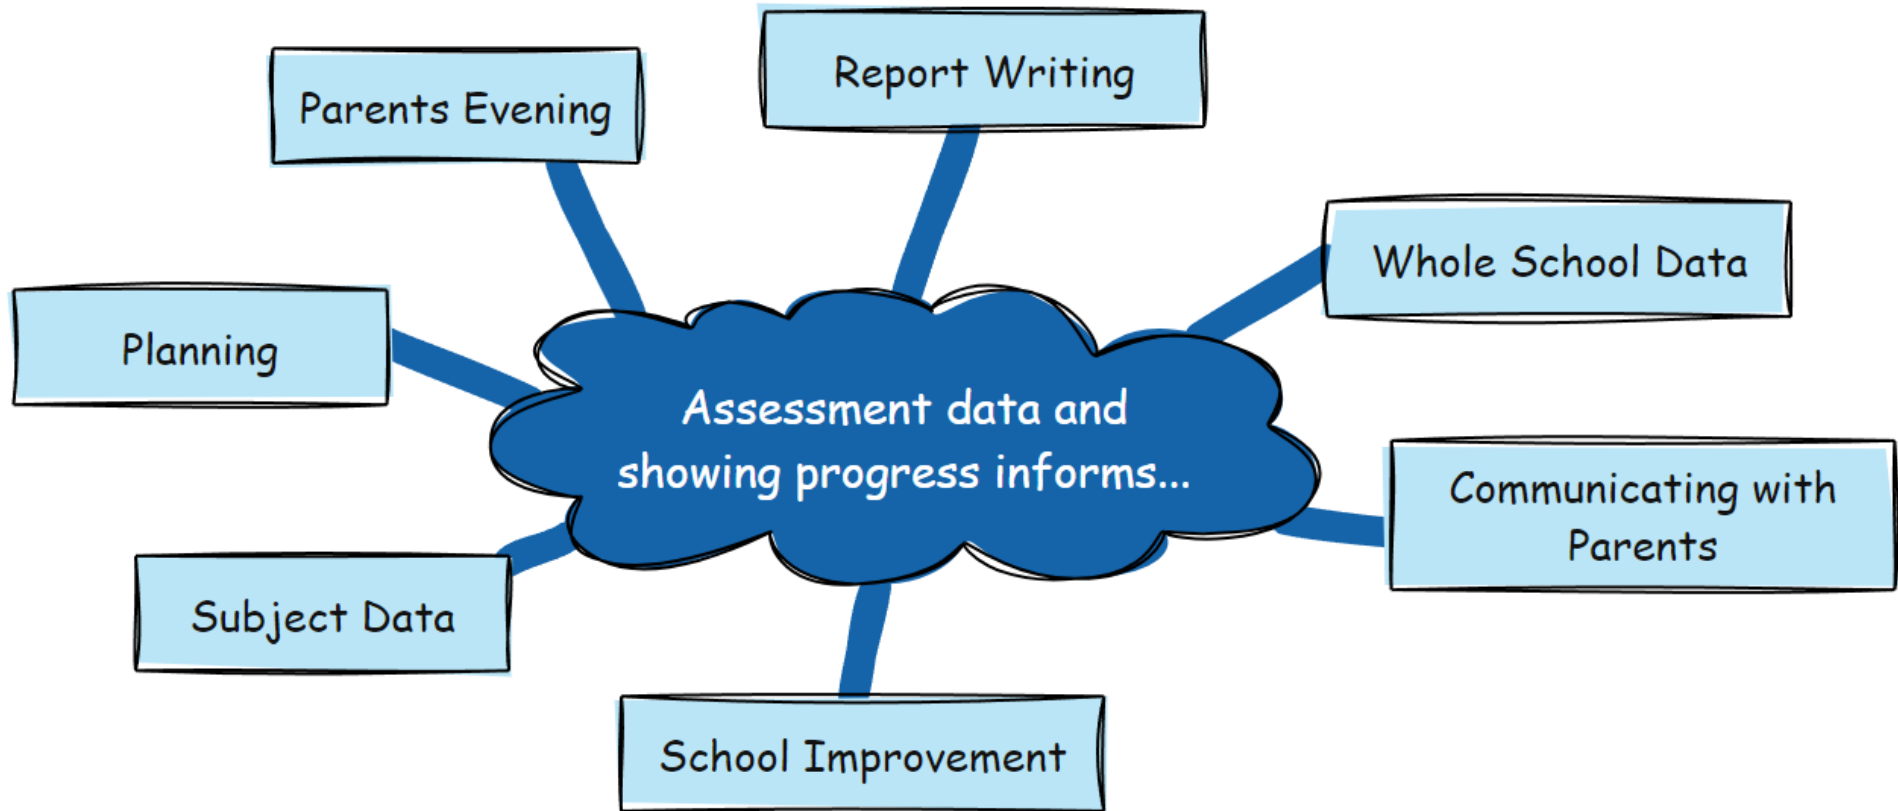 Report Writing
Parents Evening
Whole School Data
Planning
Assessment data and
showing progress informs...
Communicating with
Parents
Subject Data
School Improvement